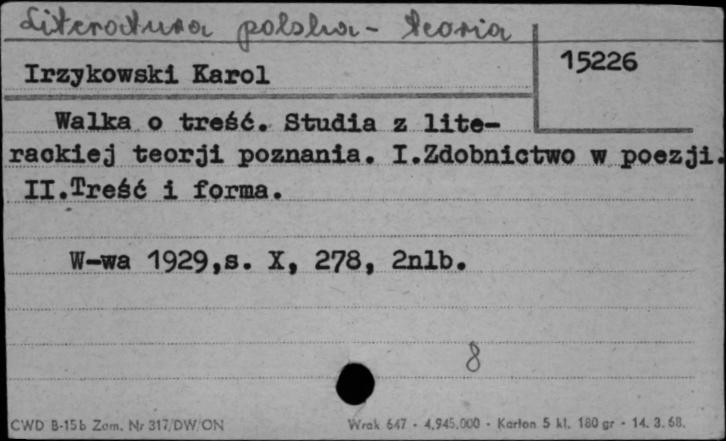 Literatura polska - teoria
Irzykowski Karol
15226
Walka o treść. Studia z lite-
rackiej teorji poznania. I.Zdobnictwo w poezji.
II.Treść i forma.
W-wa 1929,s. X, 278, 2nlb.
8
CWD B-15b Zam. Nr 317/DW/ON
Wrak 647 - 4.945.000 - Karton 5 kl. 180 gr - 14. 3. 68.